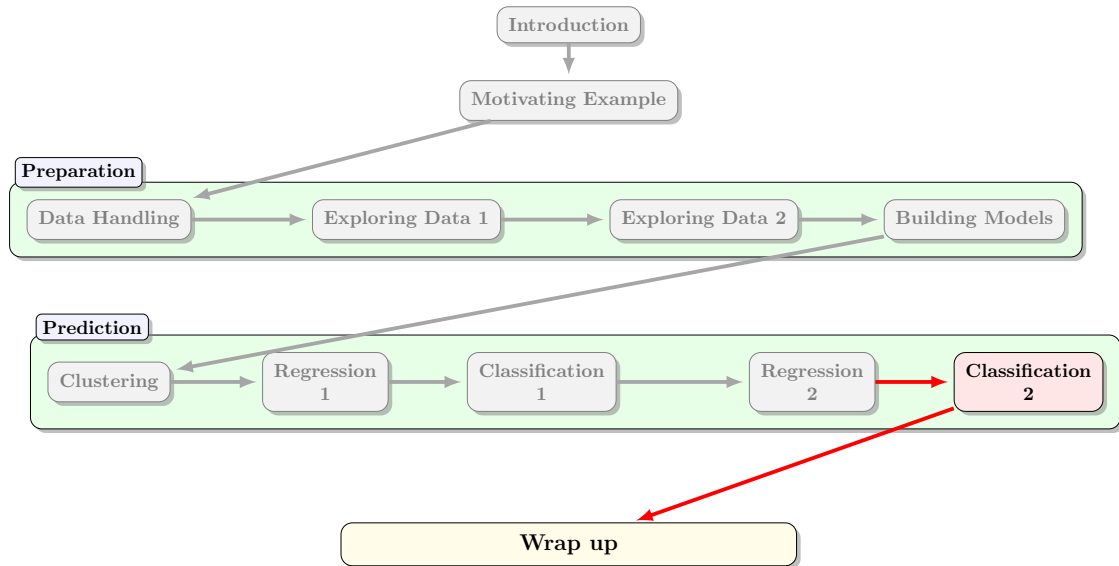 Introduction
Motivating Example
Preparation
Data Handling
Exploring Data 1
Exploring Data 2
Building Models
Prediction
Clustering
Regression
1
Classification
1
Regression
2
Classification
2
Wrap up